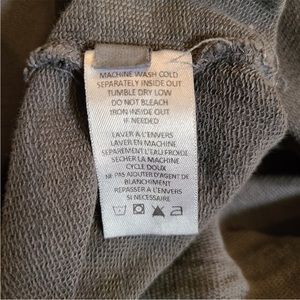 MACHINE WASH COLD
SEPARATELY INSIDE OUT
TUMBLE DRY LOW
DO NOT BLEACH
IRON INSIDE OUT
IF NEEDED
LAVER A L'ENVERS
LAVER EN MACHINE
SEPAREMENT L'EAU FROIDE
SECHER LA MACHINE
CYCLE DOUX
NE PAS AJOUTER D'AGENT DE
BLANCHIMENT
REPASSER A L'ENVERS
SI NECESSAIRE